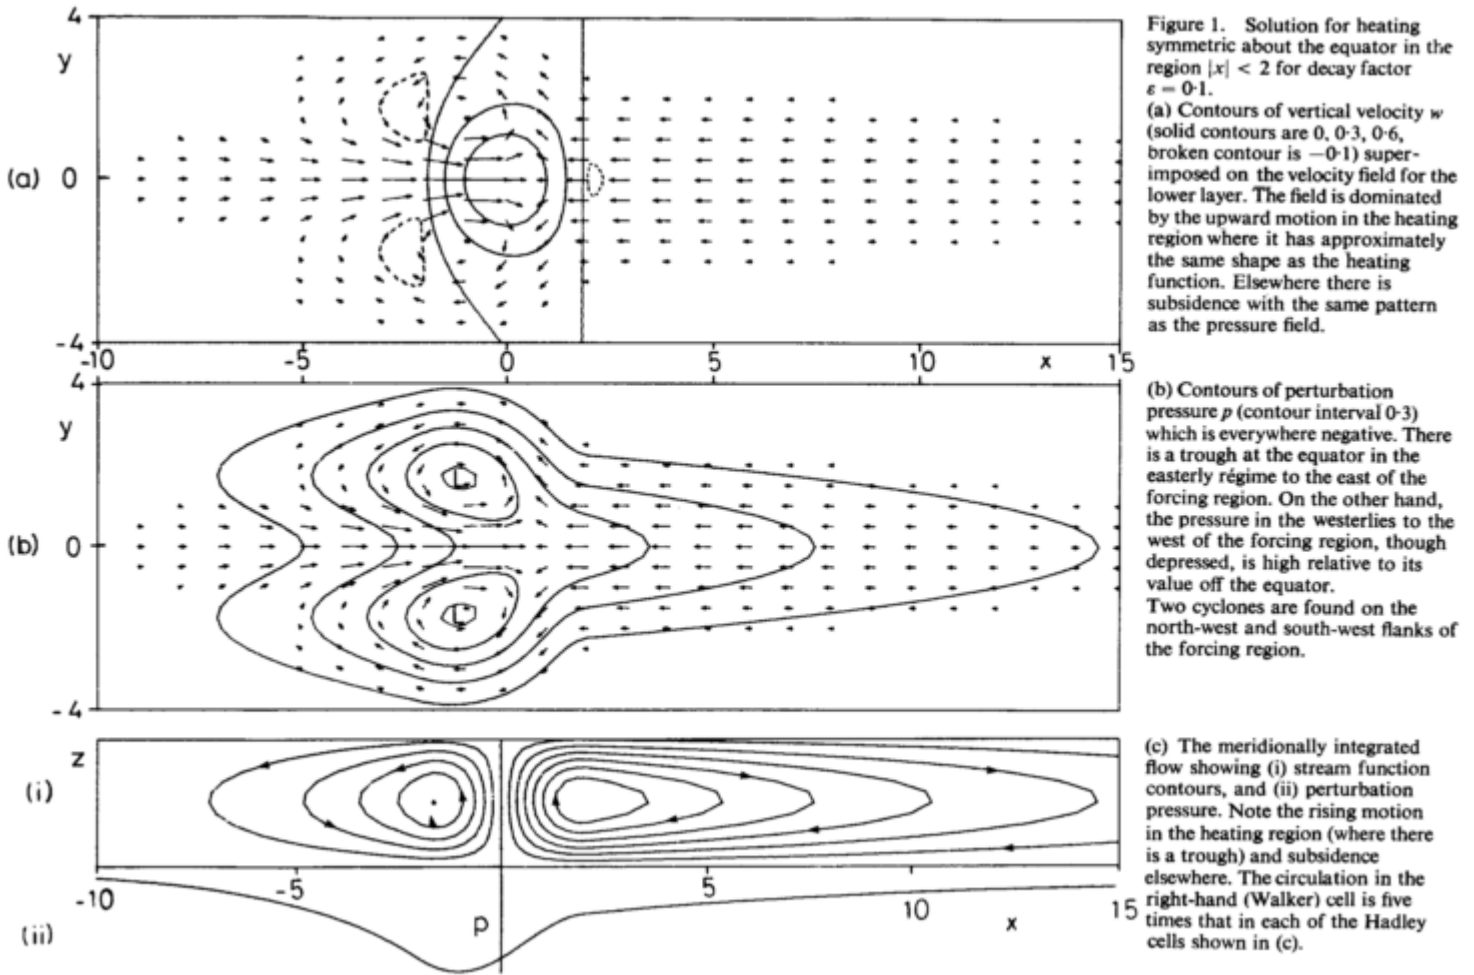 Figure 1. Solution for heating
symmetric about the equator in the
region |x| < 2 for decay factor
ε = 0·1.
(a) Contours of vertical velocity w
(solid contours are 0, 0·3, 0·6,
broken contour is −0·1) super-
imposed on the velocity field for the
lower layer. The field is dominated
by the upward motion in the heating
region where it has approximately
the same shape as the heating
function. Elsewhere there is
subsidence with the same pattern
as the pressure field.
4
y
(a) 0
-4
-10 -5 0 5 10 x 15
(b) Contours of perturbation
pressure p (contour interval 0·3)
which is everywhere negative. There
is a trough at the equator in the
easterly régime to the east of the
forcing region. On the other hand,
the pressure in the westerlies to the
west of the forcing region, though
depressed, is high relative to its
value off the equator.
Two cyclones are found on the
north-west and south-west flanks of
the forcing region.
4
y
L
(b) 0
L
-4
(c) The meridionally integrated
flow showing (i) stream function
contours, and (ii) perturbation
pressure. Note the rising motion
in the heating region (where there
is a trough) and subsidence
elsewhere. The circulation in the
right-hand (Walker) cell is five
times that in each of the Hadley
cells shown in (c).
z
(i)
-10 -5 5 10 x 15
p
(ii)